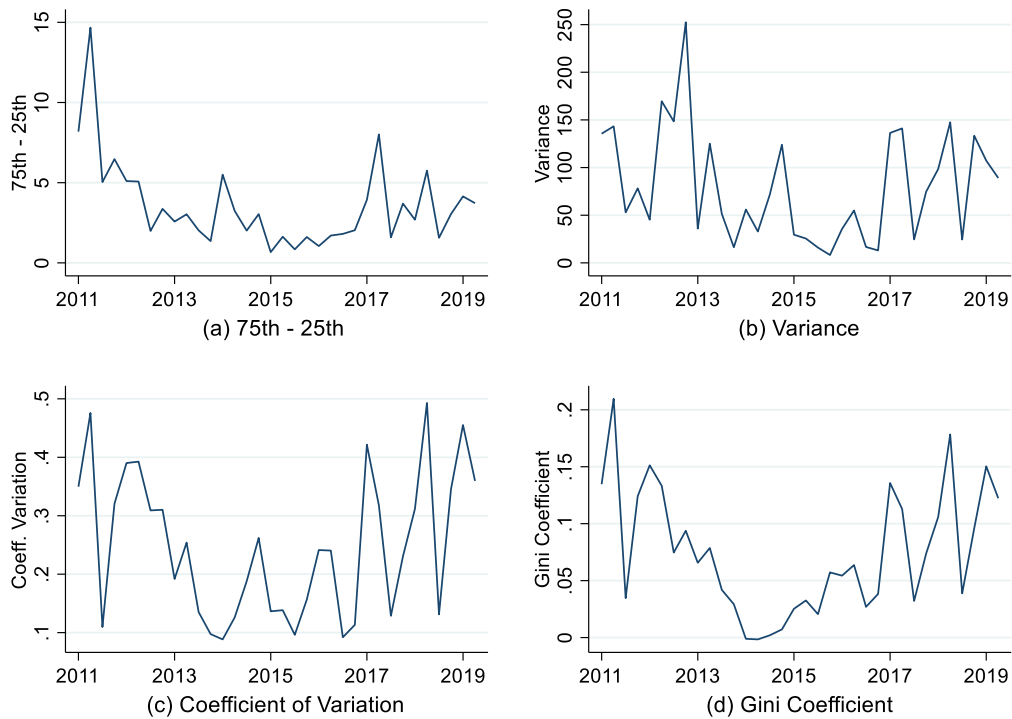 75th - 25th
15
10
5
0
2011 2013 2015 2017 2019
(a) 75th - 25th
Variance
250
200
150
100
50
0
2011 2013 2015 2017 2019
(b) Variance
Coeff. Variation
.5
.4
.3
.2
.1
2011 2013 2015 2017 2019
(c) Coefficient of Variation
Gini Coefficient
.2
.15
.1
.05
0
2011 2013 2015 2017 2019
(d) Gini Coefficient